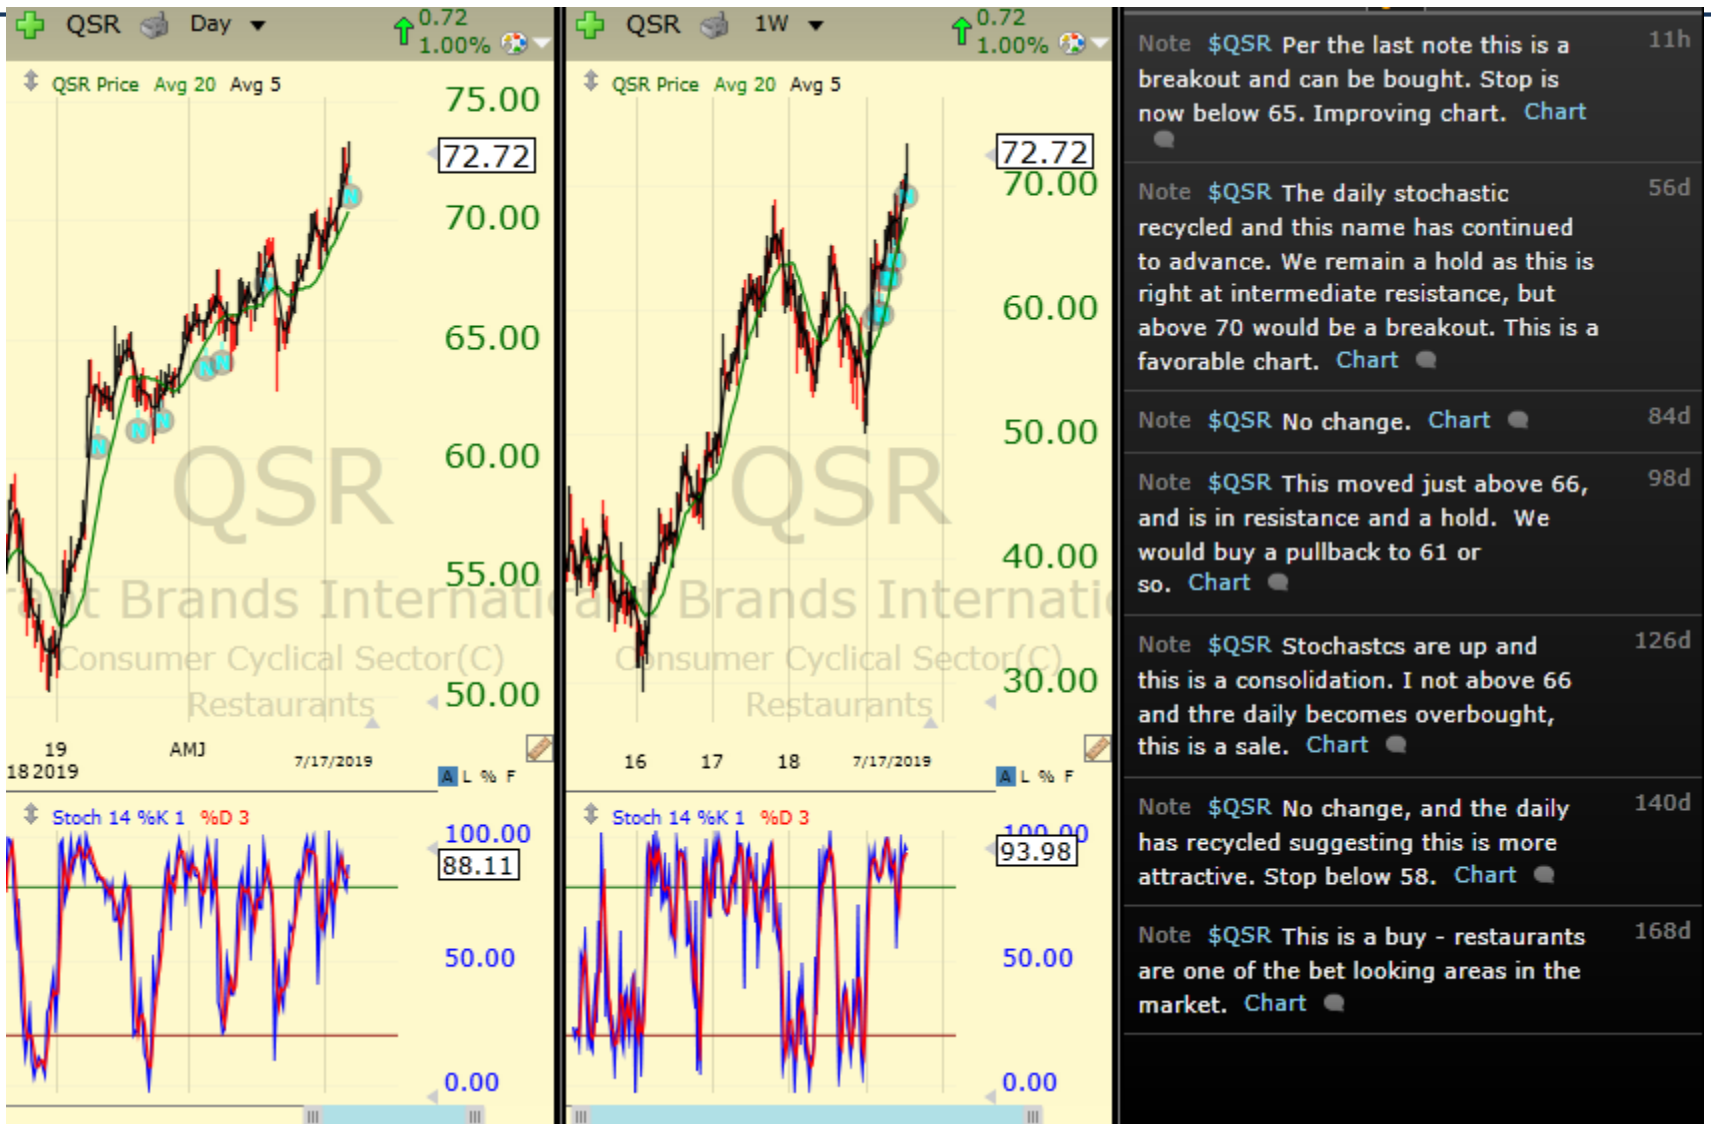 QSR Day
0.72
1.00%
QSR Price Avg 20 Avg 5
75.00
72.72
70.00
65.00
60.00
QSR
55.00
ant Brands Internatio
Consumer Cyclical Sector(C)
50.00
Restaurants
19
AMJ
7/17/2019
18 2019
A L % F
Stoch 14 %K 1 %D 3
100.00
88.11
50.00
0.00
QSR 1W
0.72
1.00%
QSR Price Avg 20 Avg 5
72.72
70.00
60.00
50.00
QSR
40.00
Brands Internati
Consumer Cyclical Sector(C)
30.00
Restaurants
16 17 18 7/17/2019
A L % F
Stoch 14 %K 1 %D 3
100.00
93.98
50.00
0.00
Note $QSR Per the last note this is a 11h
breakout and can be bought. Stop is
now below 65. Improving chart. Chart
Note $QSR The daily stochastic 56d
recycled and this name has continued
to advance. We remain a hold as this is
right at intermediate resistance, but
above 70 would be a breakout. This is a
favorable chart. Chart
Note $QSR No change. Chart 84d
Note $QSR This moved just above 66, 98d
and is in resistance and a hold. We
would buy a pullback to 61 or
so. Chart
Note $QSR Stochastcs are up and 126d
this is a consolidation. I not above 66
and thre daily becomes overbought,
this is a sale. Chart
Note $QSR No change, and the daily 140d
has recycled suggesting this is more
attractive. Stop below 58. Chart
Note $QSR This is a buy - restaurants 168d
are one of the bet looking areas in the
market. Chart